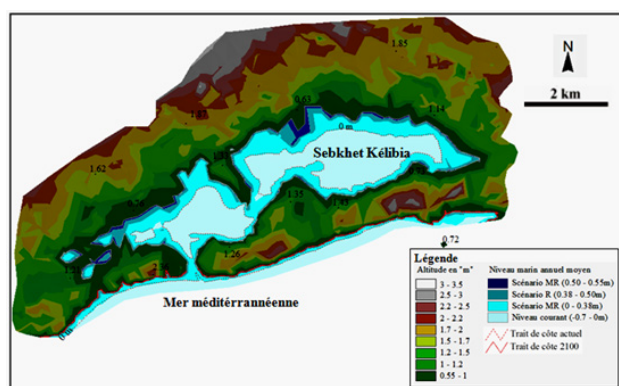 1.85
N
2 km
0.63
1.87
1.14
0 m
Sebkhet Kélibia
1.62
1.35
0.76
1.26
0.72
Mer méditérrannéenne
0 m
Légende
Altitude en "m"
3 - 3.5
2.5 - 3
2.2 - 2.5
2 - 2.2
1.7 - 2
1.5 - 1.7
1.2 - 1.5
1 - 1.2
0.55 - 1
Niveau marin annuel moyen
Scénario MR (0.50 - 0.55m)
Scénario R (0.38 - 0.50m)
Scénario MR (0 - 0.38m)
Niveau courant (-0.7 - 0m)
Trait de côte actuel
Trait de côte 2100